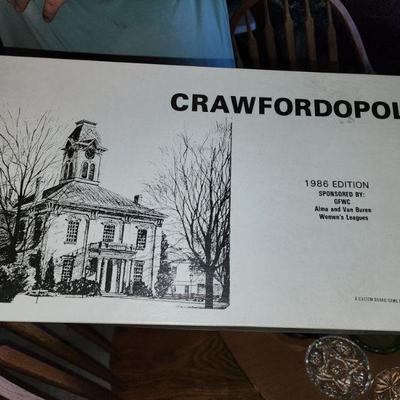 CRAWFORDOPOL
1986 EDITION
SPONSORED BY:
GFWC
Alma and Van Buren
Women's Leagues
A CUSTOM BOARD GAME